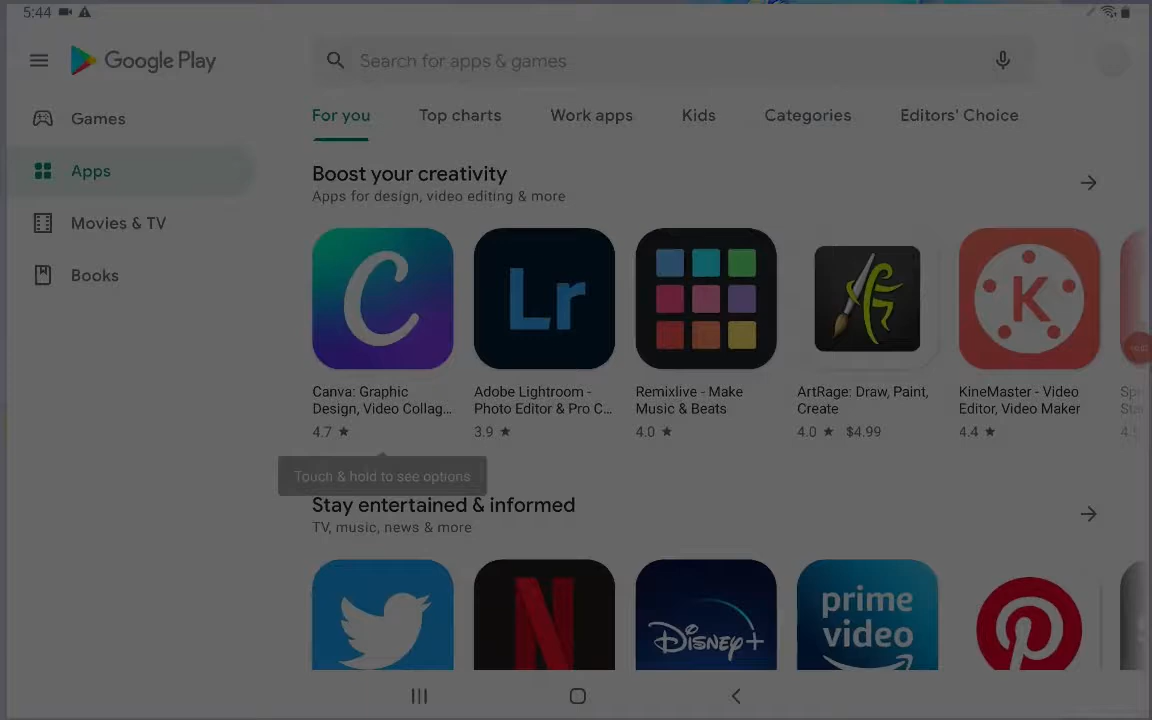 5:44
Google Play
Search for apps & games
Games
Apps
Movies & TV
Books
For you
Top charts
Work apps
Kids
Categories
Editors' Choice
Boost your creativity
Apps for design, video editing & more
C
Lr
K
Canva: Graphic
Design, Video Collag...
4.7 ★
Adobe Lightroom -
Photo Editor & Pro C...
3.9 ★
Remixlive - Make
Music & Beats
4.0 ★
ArtRage: Draw, Paint,
Create
4.0 ★ $4.99
KineMaster - Video
Editor, Video Maker
4.4 ★
Touch & hold to see options
Stay entertained & informed
TV, music, news & more
N
Disney+
prime
video